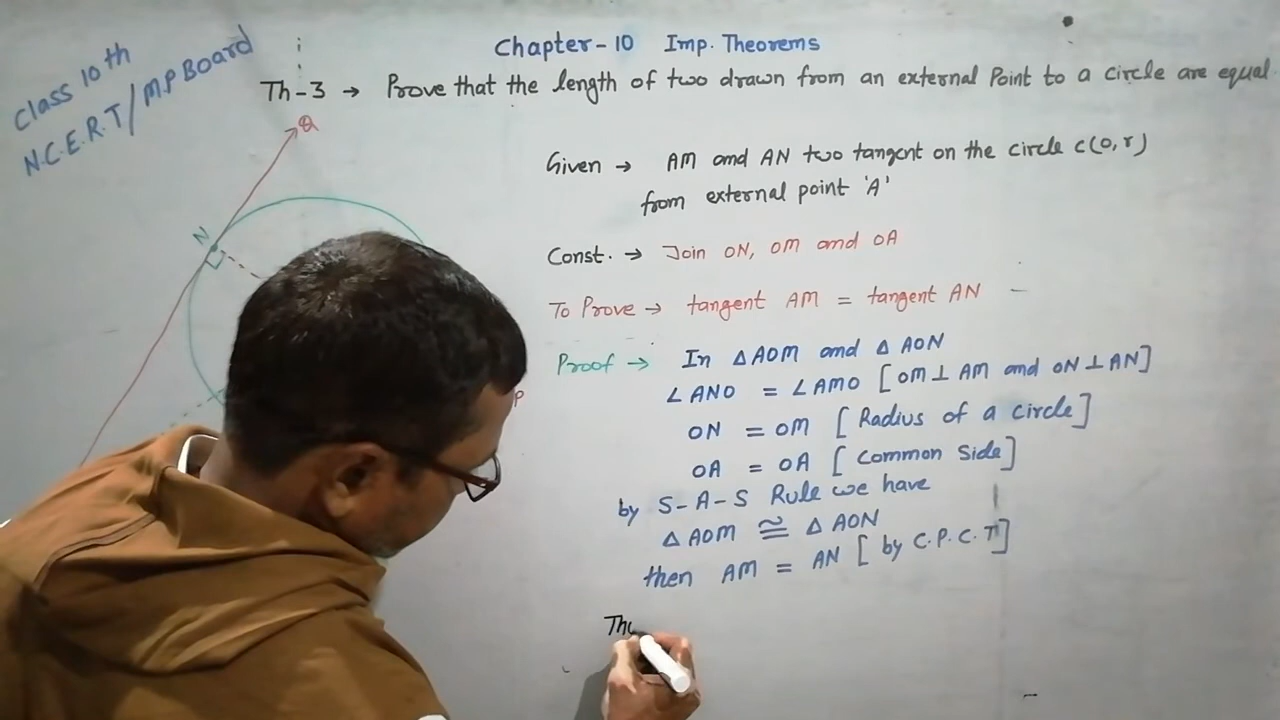 Class 10th
N.C.E.R.T/MP Board
Chapter-10 Imp. Theorems
Th-3 → Prove that the length of two drawn from an external Point to a circle are equal.
Q
N
P
Given → AM and AN two tangent on the circle c(o,r)
from external point 'A'
Const. → Join ON, OM and OA
To Prove → tangent AM = tangent AN
Proof → In △AOM and △AON
∠ANO = ∠AMO [OM⊥AM and ON⊥AN]
ON = OM [Radius of a circle]
OA = OA [Common Side]
by S-A-S Rule we have
△AOM ≅ △AON
then AM = AN [by C.P.C.T]
Thu